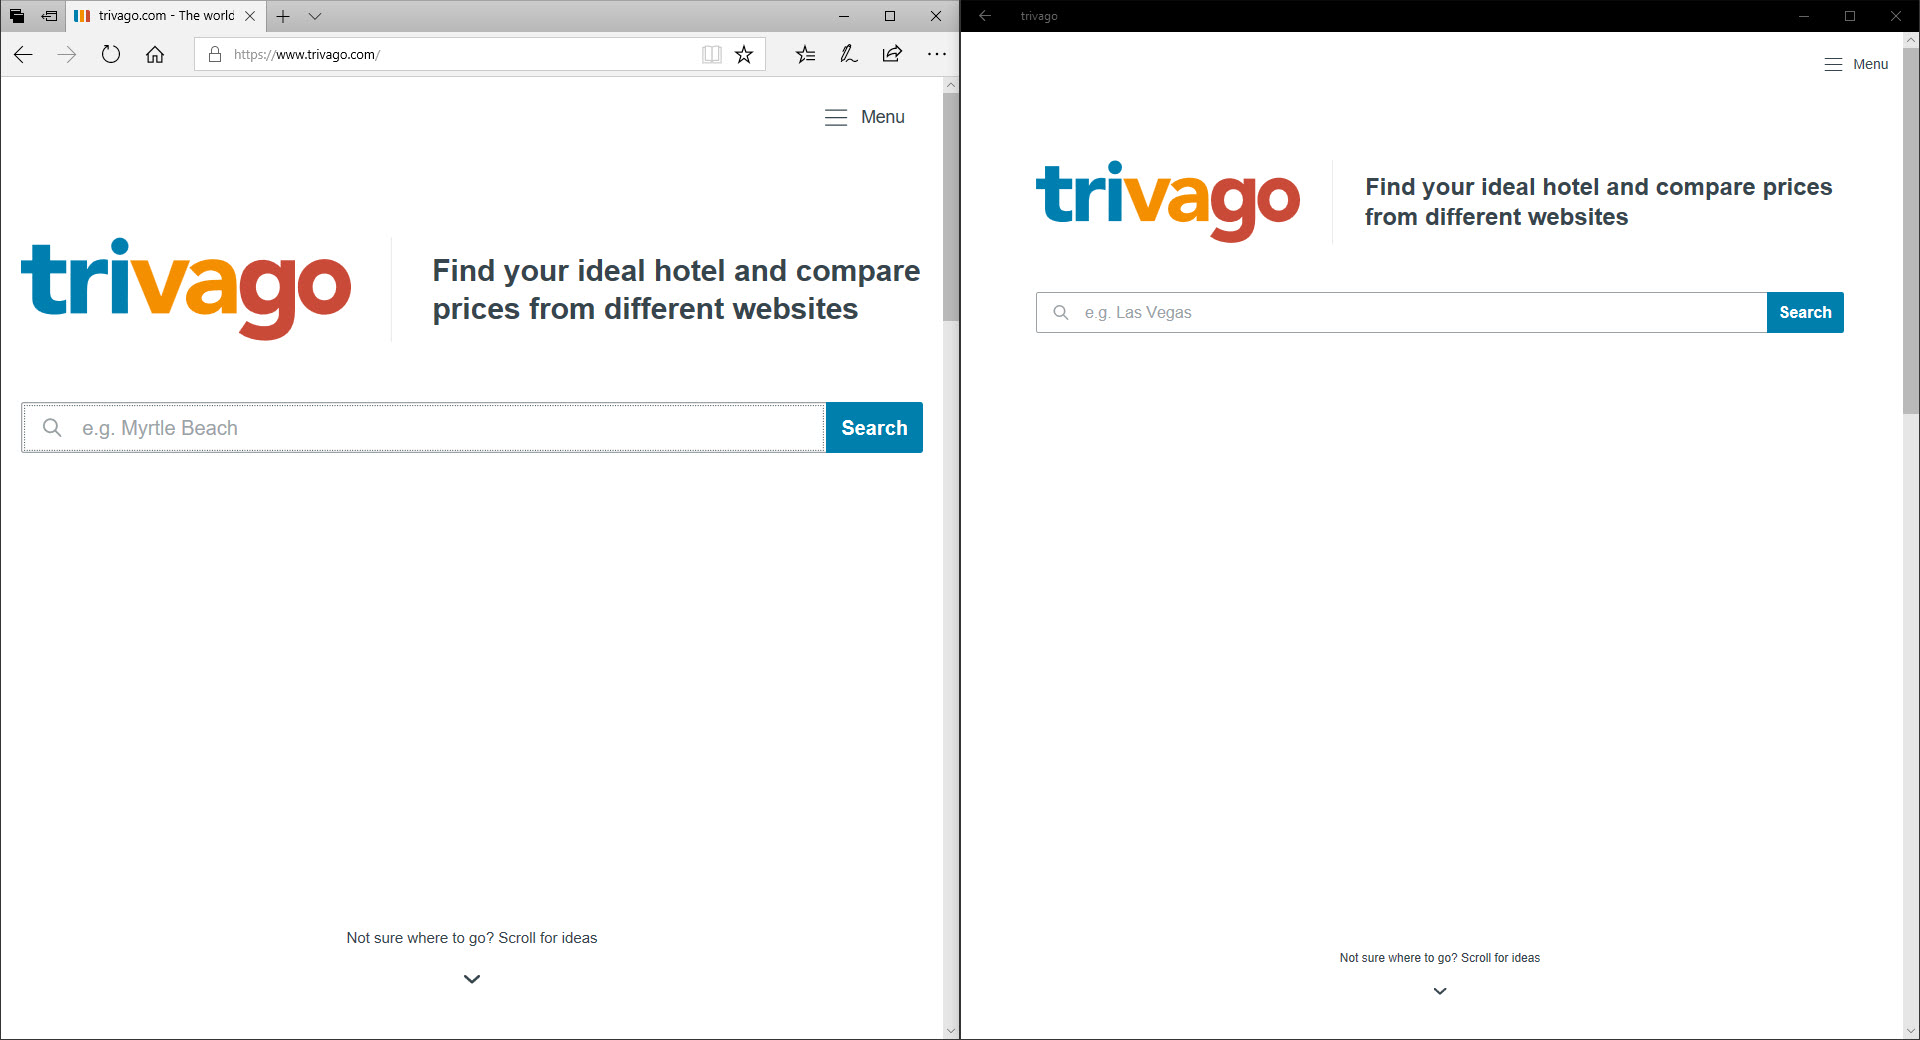 trivago.com - The world
https://www.trivago.com/
Menu
trivago
Find your ideal hotel and compare
prices from different websites
e.g. Myrtle Beach
Search
Not sure where to go? Scroll for ideas
trivago
Menu
trivago
Find your ideal hotel and compare prices
from different websites
e.g. Las Vegas
Search
Not sure where to go? Scroll for ideas